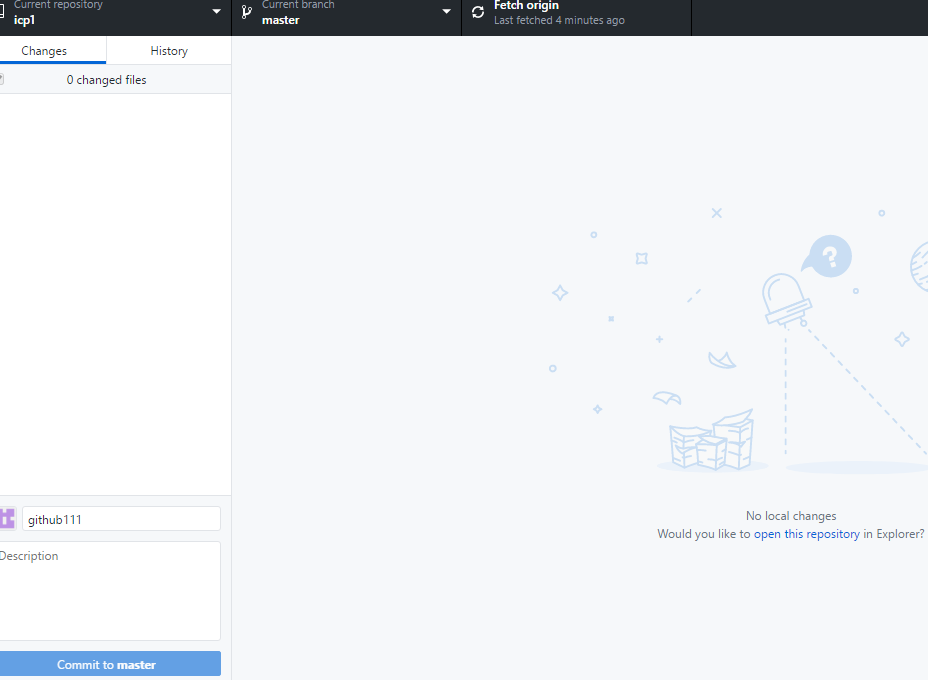 Current repository
icp1
Current branch
master
Fetch origin
Last fetched 4 minutes ago
Changes
History
0 changed files
?
No local changes
Would you like to open this repository in Explorer?
github111
Description
Commit to master